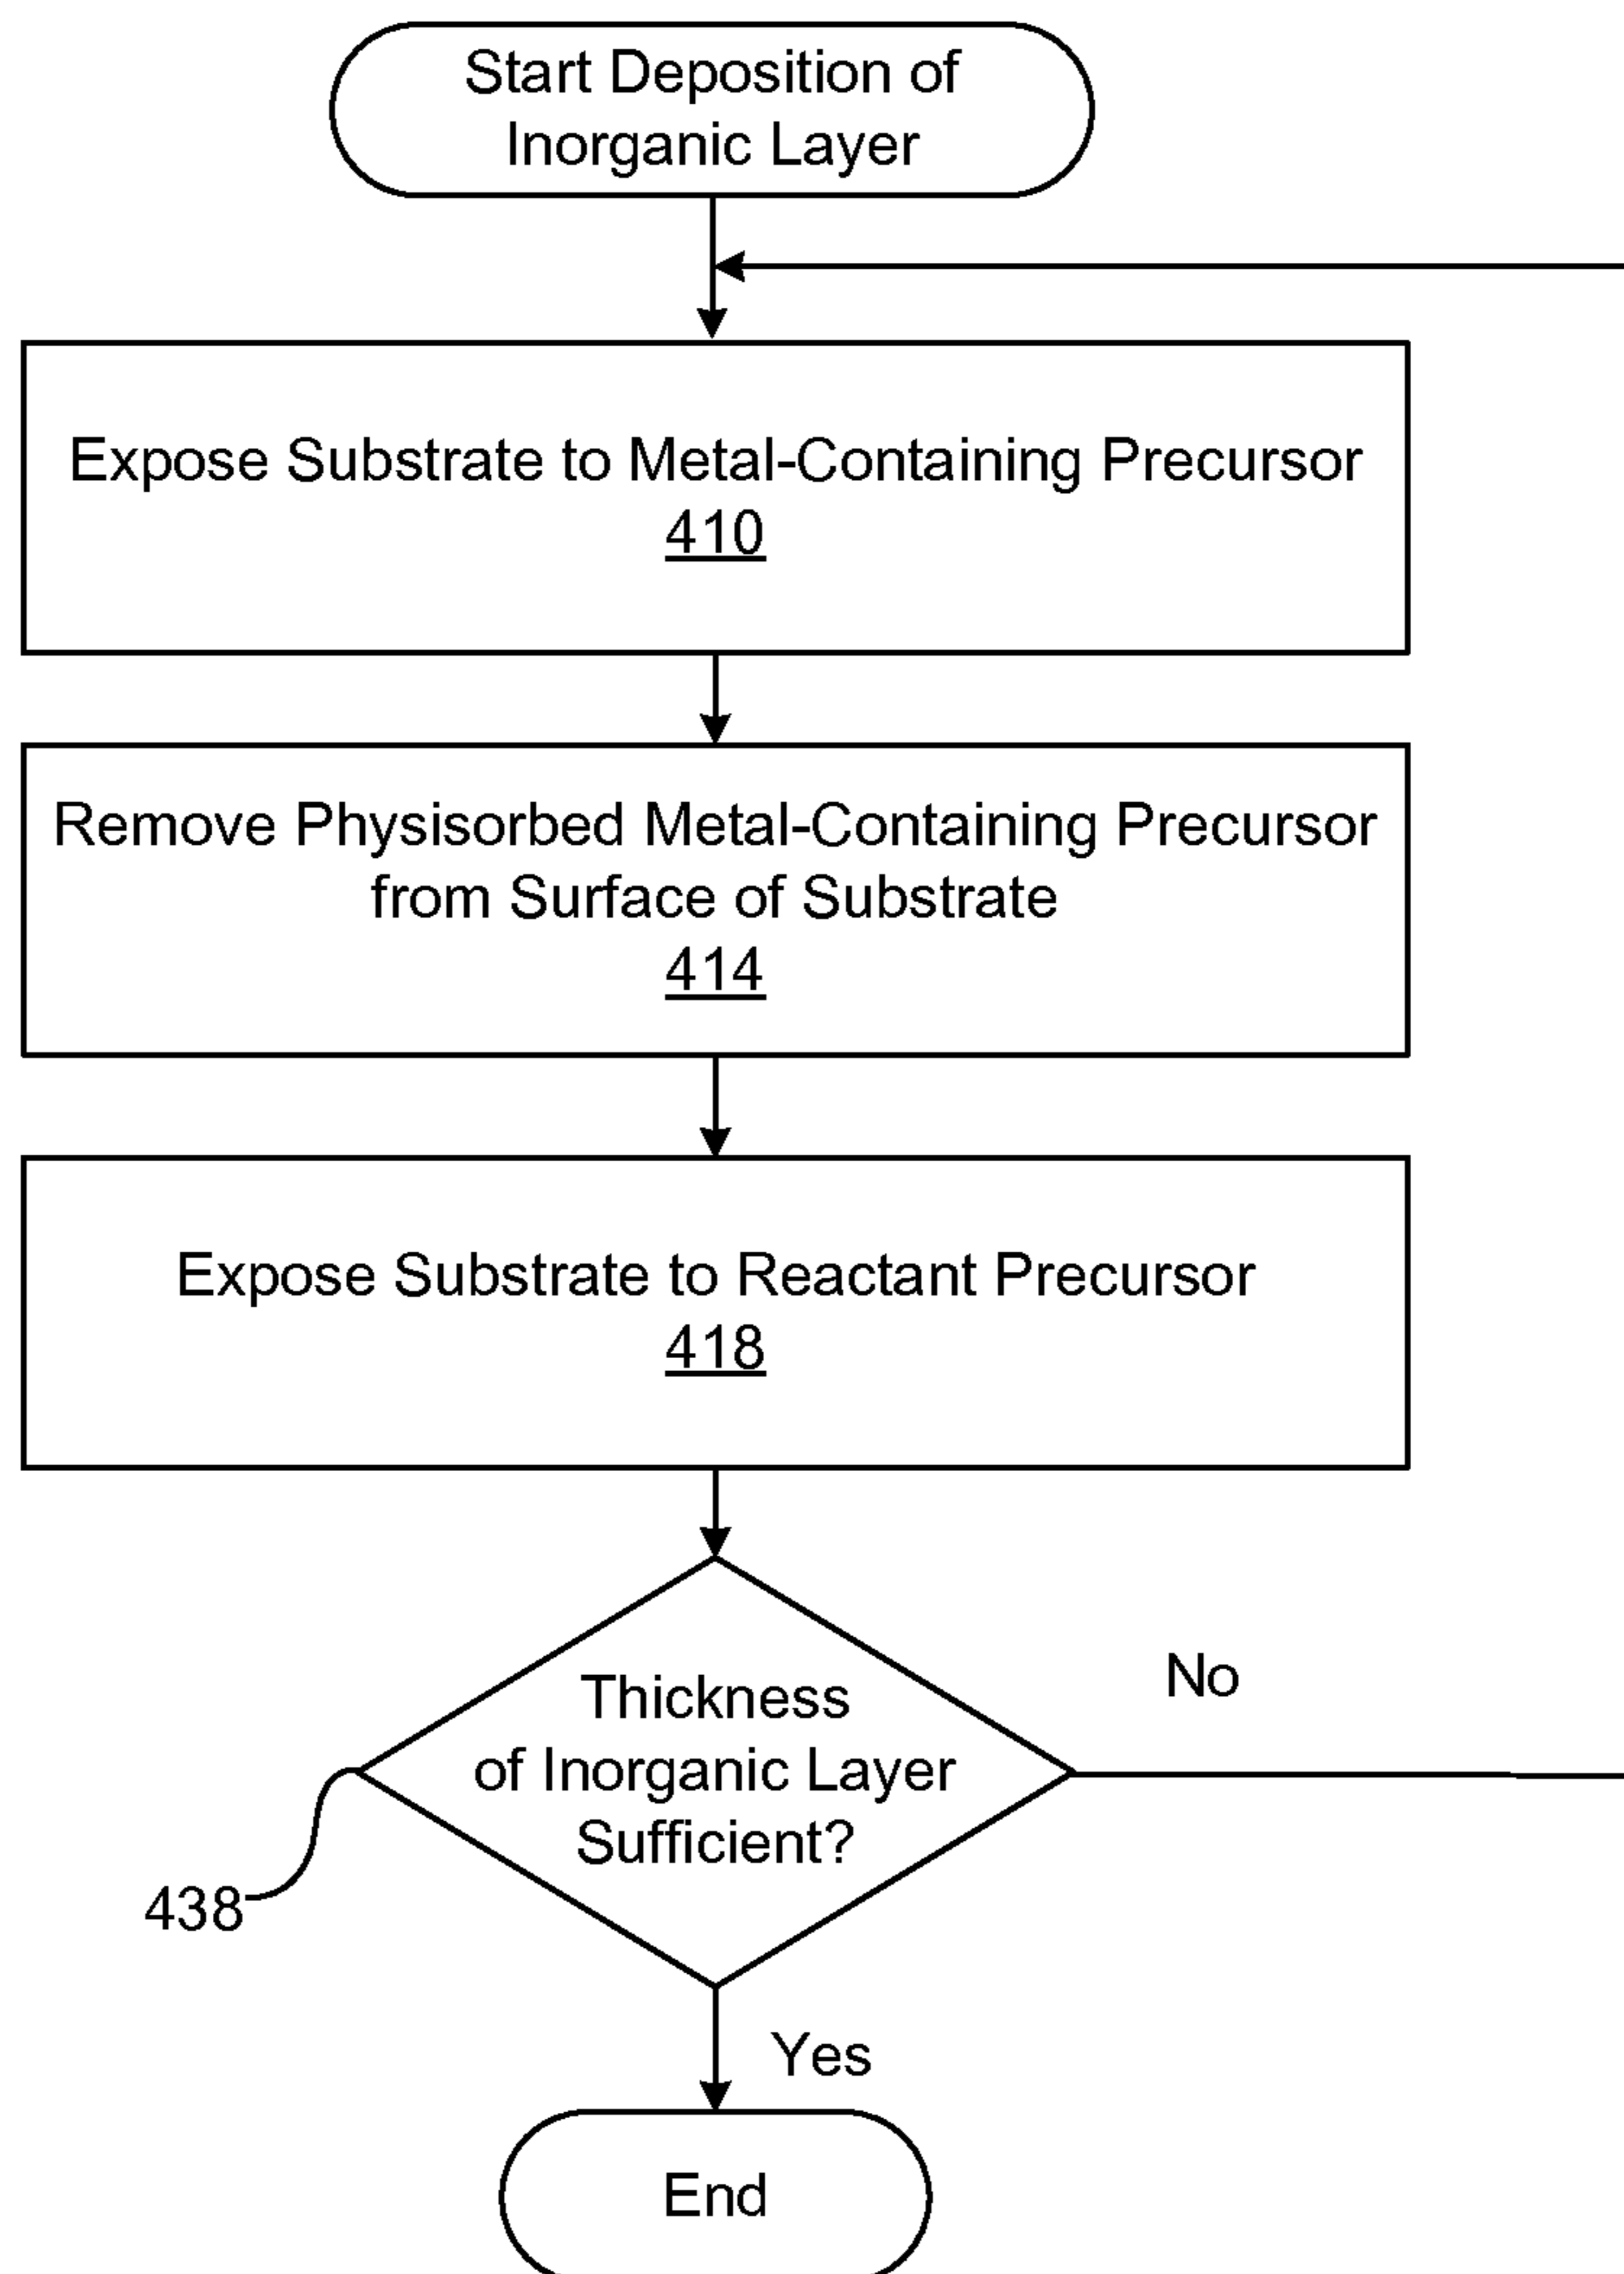 Start Deposition of
Inorganic Layer
Expose Substrate to Metal-Containing Precursor
410
Remove Physisorbed Metal-Containing Precursor
from Surface of Substrate
414
Expose Substrate to Reactant Precursor
418
No
Thickness
of Inorganic Layer
Sufficient?
438
Yes
End